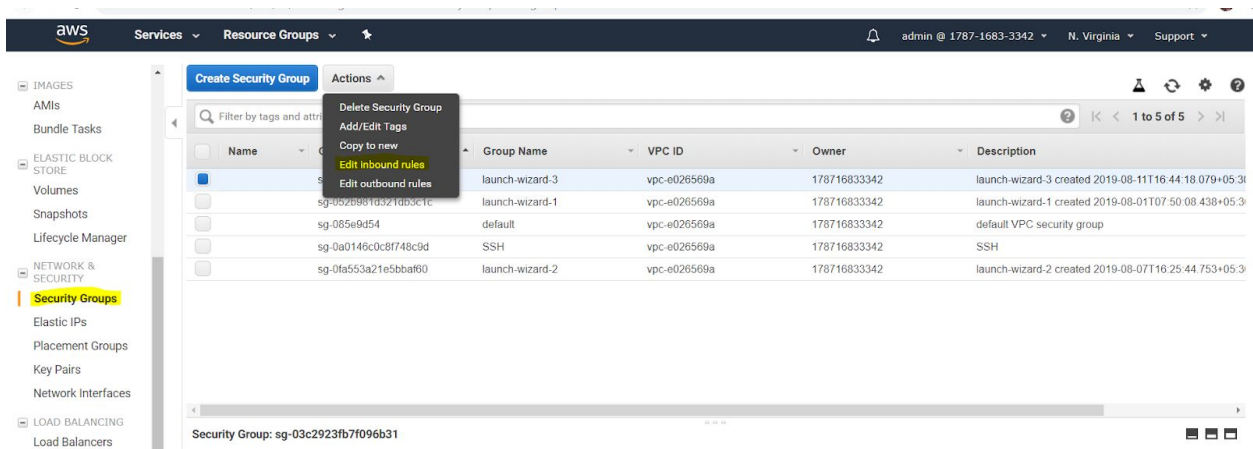 aws Services Resource Groups admin @ 1787-1683-3342 N. Virginia Support
IMAGES
AMIs
Bundle Tasks
ELASTIC BLOCK
STORE
Volumes
Snapshots
Lifecycle Manager
NETWORK &
SECURITY
Security Groups
Elastic IPs
Placement Groups
Key Pairs
Network Interfaces
LOAD BALANCING
Load Balancers
Create Security Group Actions
Delete Security Group
Add/Edit Tags
Copy to new
Edit inbound rules
Edit outbound rules
Filter by tags and attri 1 to 5 of 5
Name Group Name VPC ID Owner Description
launch-wizard-3 vpc-e026569a 178716833342 launch-wizard-3 created 2019-08-11T16:44:18.079+05:30
sg-052b981d321db3c1c launch-wizard-1 vpc-e026569a 178716833342 launch-wizard-1 created 2019-08-01T07:50:08.438+05:3
sg-085e9d54 default vpc-e026569a 178716833342 default VPC security group
sg-0a0146c0c8f748c9d SSH vpc-e026569a 178716833342 SSH
sg-0fa553a21e5bbaf60 launch-wizard-2 vpc-e026569a 178716833342 launch-wizard-2 created 2019-08-07T16:25:44.753+05:3
Security Group: sg-03c2923fb7f096b31